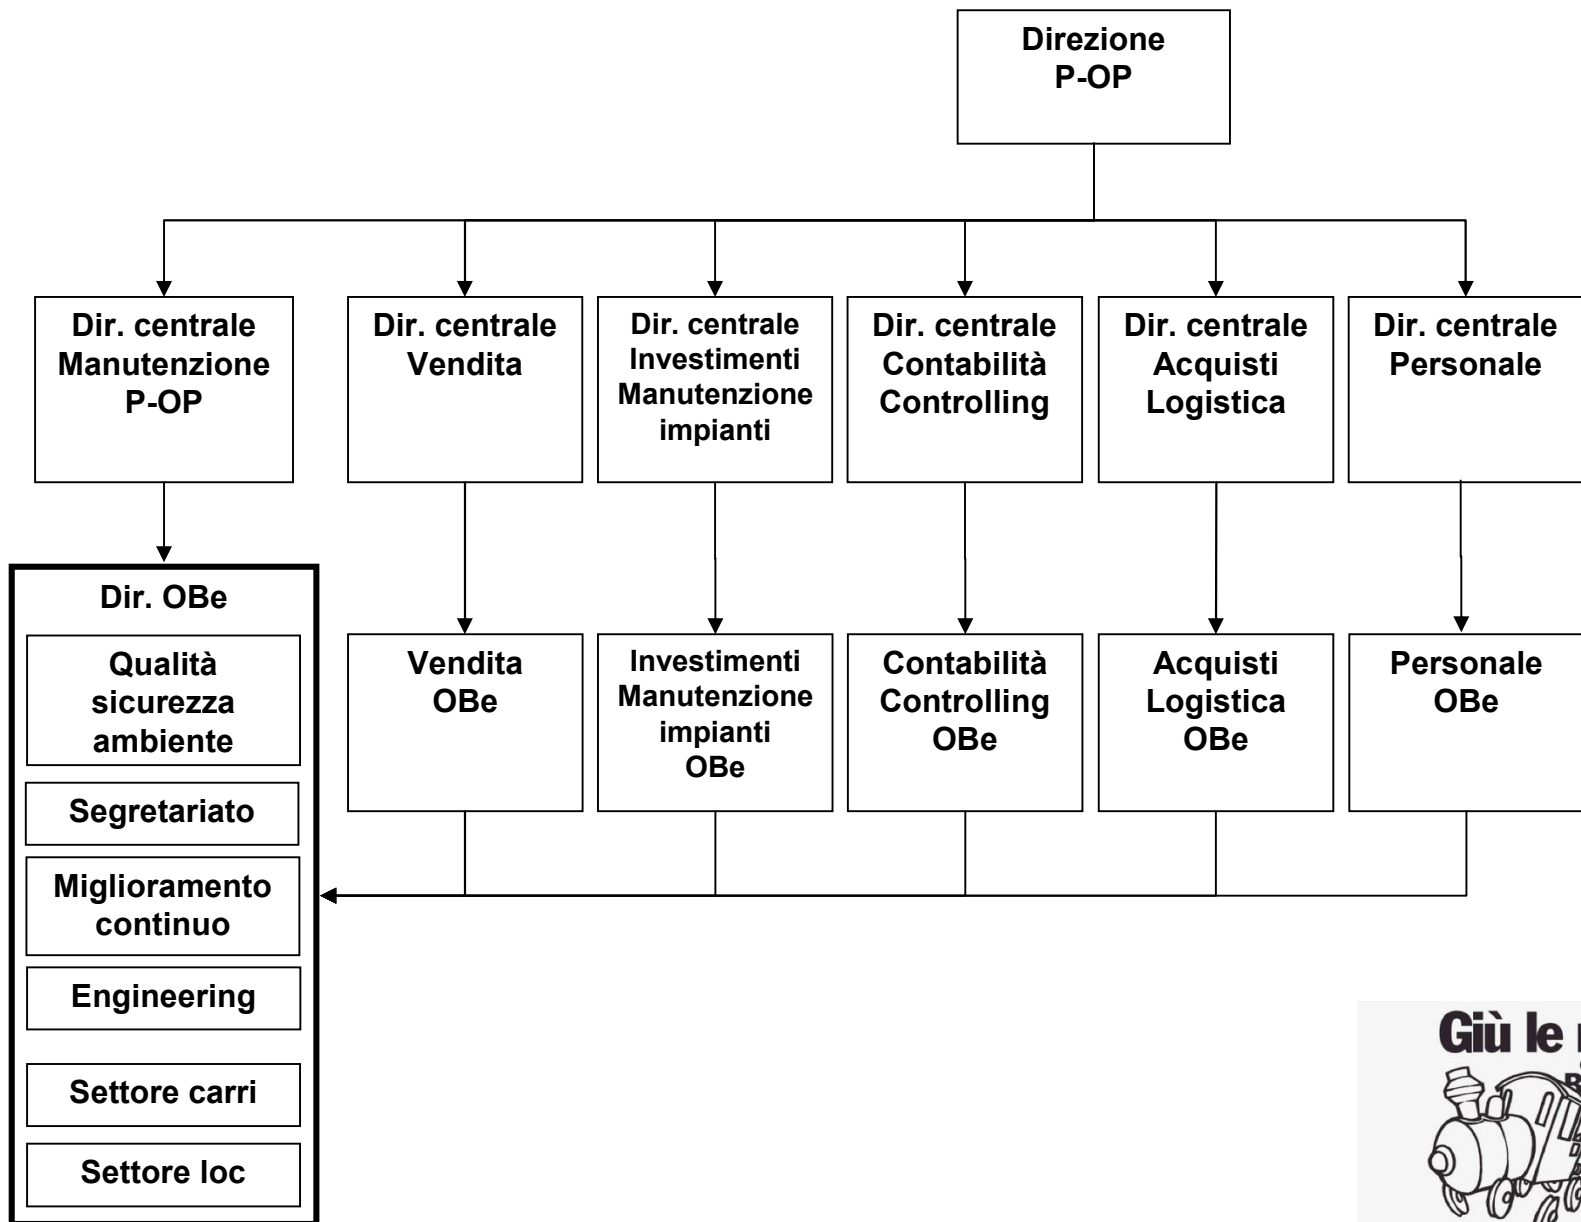 Direzione
P-OP
Dir. centrale
Manutenzione
P-OP
Dir. centrale
Vendita
Dir. centrale
Investimenti
Manutenzione
impianti
Dir. centrale
Contabilità
Controlling
Dir. centrale
Acquisti
Logistica
Dir. centrale
Personale
Dir. OBe
Qualità
sicurezza
ambiente
Segretariato
Miglioramento
continuo
Engineering
Settore carri
Settore loc
Vendita
OBe
Investimenti
Manutenzione
impianti
OBe
Contabilità
Controlling
OBe
Acquisti
Logistica
OBe
Personale
OBe
Giù le